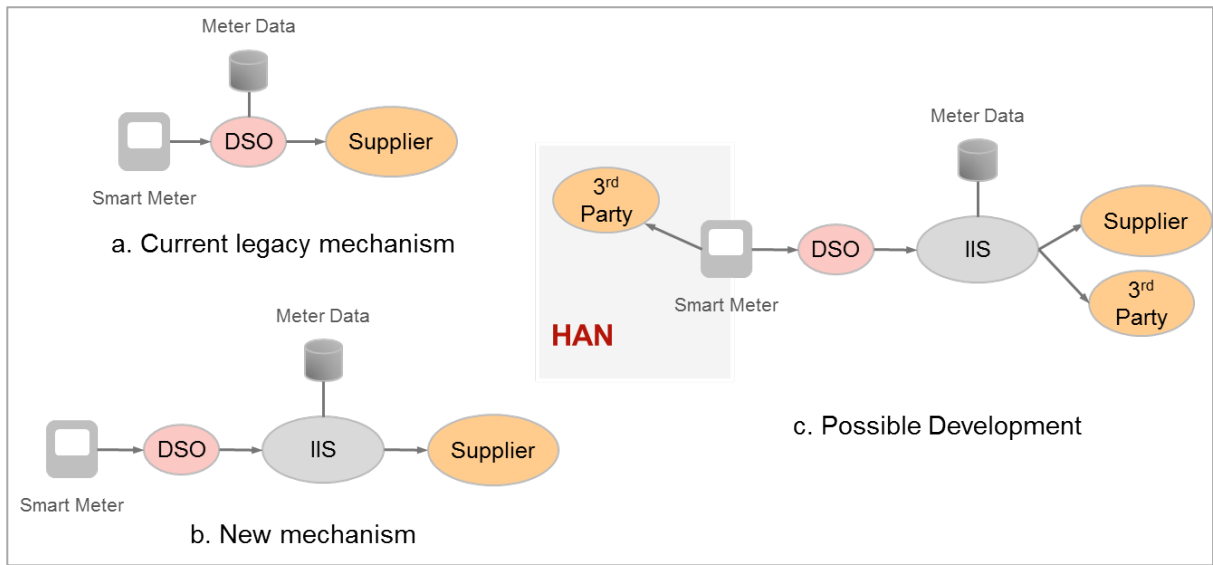 Meter Data
DSO
Supplier
Smart Meter
a. Current legacy mechanism
Meter Data
DSO
IIS
Supplier
Smart Meter
b. New mechanism
Meter Data
3rd
Party
DSO
IIS
Supplier
3rd
Party
Smart Meter
HAN
c. Possible Development